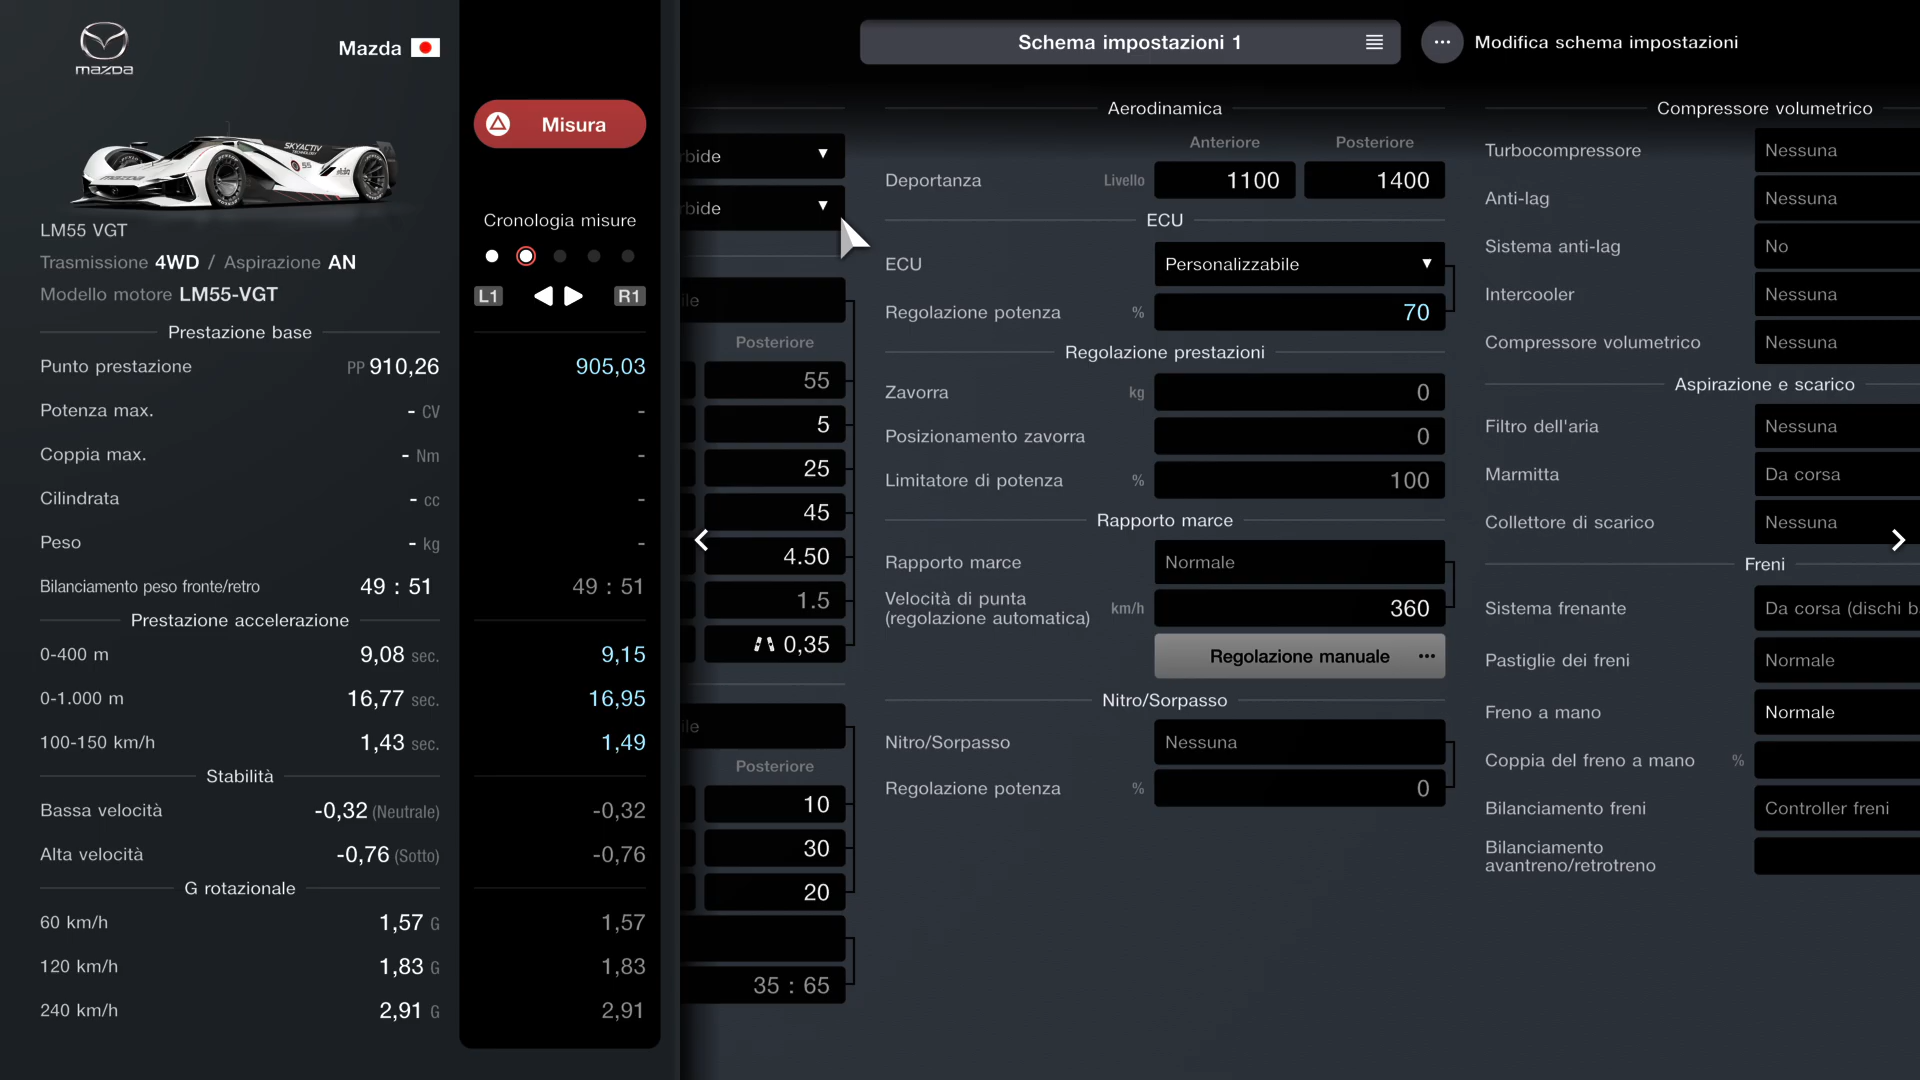 mazda
Mazda
SKYACTIV
TECHNOLOGY
55
mazda
LM55 VGT
Trasmissione 4WD / Aspirazione AN
Modello motore LM55-VGT
Prestazione base
Punto prestazione PP 910,26
Potenza max. - CV
Coppia max. - Nm
Cilindrata - cc
Peso - kg
Bilanciamento peso fronte/retro 49 : 51
Prestazione accelerazione
0-400 m 9,08 sec.
0-1.000 m 16,77 sec.
100-150 km/h 1,43 sec.
Stabilità
Bassa velocità -0,32 (Neutrale)
Alta velocità -0,76 (Sotto)
G rotazionale
60 km/h 1,57 G
120 km/h 1,83 G
240 km/h 2,91 G
Misura
Cronologia misure
L1 R1
905,03
-
-
-
-
49 : 51
9,15
16,95
1,49
-0,32
-0,76
1,57
1,83
2,91
Schema impostazioni 1
Modifica schema impostazioni
rbide
rbide
ile
Posteriore
55
5
25
45
4.50
1.5
0,35
ile
Posteriore
10
30
20
35 : 65
Aerodinamica
Anteriore Posteriore
Deportanza Livello 1100 1400
ECU
ECU Personalizzabile
Regolazione potenza % 70
Regolazione prestazioni
Zavorra kg 0
Posizionamento zavorra 0
Limitatore di potenza % 100
Rapporto marce
Rapporto marce Normale
Velocità di punta
(regolazione automatica) km/h 360
Regolazione manuale
Nitro/Sorpasso
Nitro/Sorpasso Nessuna
Regolazione potenza % 0
Compressore volumetrico
Turbocompressore Nessuna
Anti-lag Nessuna
Sistema anti-lag No
Intercooler Nessuna
Compressore volumetrico Nessuna
Aspirazione e scarico
Filtro dell'aria Nessuna
Marmitta Da corsa
Collettore di scarico Nessuna
Freni
Sistema frenante Da corsa (dischi b
Pastiglie dei freni Normale
Freno a mano Normale
Coppia del freno a mano %
Bilanciamento freni Controller freni
Bilanciamento
avantreno/retrotreno